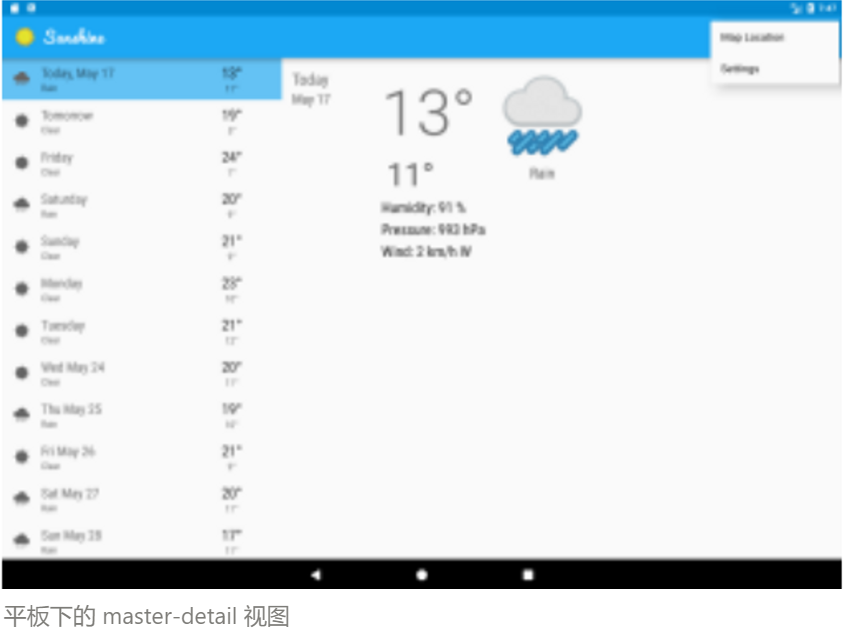 Sunshine
Map Location
Settings
Today, May 17 13°
Rain 11°
Tomorrow 19°
Clear
Friday 24°
Clear 7°
Saturday 20°
Rain
Sunday 21°
Clear
Monday 23°
Clear 10°
Tuesday 21°
Clear 12°
Wed May 24 20°
Clear 11°
Thu May 25 19°
Rain 10°
Fri May 26 21°
Clear
Sat May 27 20°
Rain 11°
Sun May 28 17°
Rain 11°
Today
May 17
13°
11°
Rain
Humidity: 91 %
Pressure: 993 hPa
Wind: 2 km/h W
平板下的 master-detail 视图